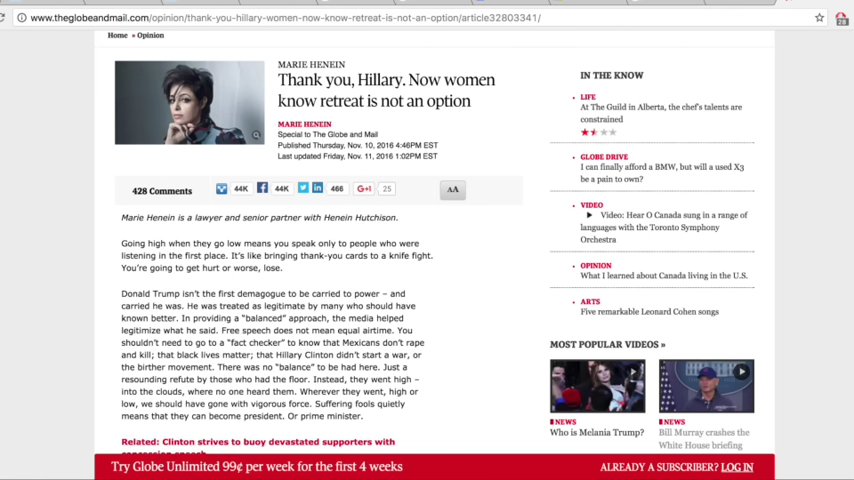 www.theglobeandmail.com/opinion/thank-you-hillary-women-now-know-retreat-is-not-an-option/article32803341/
28
Home » Opinion
MARIE HENEIN
Thank you, Hillary. Now women
know retreat is not an option
MARIE HENEIN
Special to The Globe and Mail
Published Thursday, Nov. 10, 2016 4:46PM EST
Last updated Friday, Nov. 11, 2016 1:02PM EST
428 Comments
44K
44K
466
G+1
25
AA
Marie Henein is a lawyer and senior partner with Henein Hutchison.
Going high when they go low means you speak only to people who were
listening in the first place. It's like bringing thank-you cards to a knife fight.
You're going to get hurt or worse, lose.
Donald Trump isn't the first demagogue to be carried to power – and
carried he was. He was treated as legitimate by many who should have
known better. In providing a "balanced" approach, the media helped
legitimize what he said. Free speech does not mean equal airtime. You
shouldn't need to go to a "fact checker" to know that Mexicans don't rape
and kill; that black lives matter; that Hillary Clinton didn't start a war, or
the birther movement. There was no "balance" to be had here. Just a
resounding refute by those who had the floor. Instead, they went high –
into the clouds, where no one heard them. Wherever they went, high or
low, we should have gone with vigorous force. Suffering fools quietly
means that they can become president. Or prime minister.
Related: Clinton strives to buoy devastated supporters with
concession speech
IN THE KNOW
LIFE
At The Guild in Alberta, the chef's talents are
constrained
GLOBE DRIVE
I can finally afford a BMW, but will a used X3
be a pain to own?
VIDEO
Video: Hear O Canada sung in a range of
languages with the Toronto Symphony
Orchestra
OPINION
What I learned about Canada living in the U.S.
ARTS
Five remarkable Leonard Cohen songs
MOST POPULAR VIDEOS »
NEWS
Who is Melania Trump?
NEWS
Bill Murray crashes the
White House briefing
Try Globe Unlimited 99¢ per week for the first 4 weeks
ALREADY A SUBSCRIBER? LOG IN